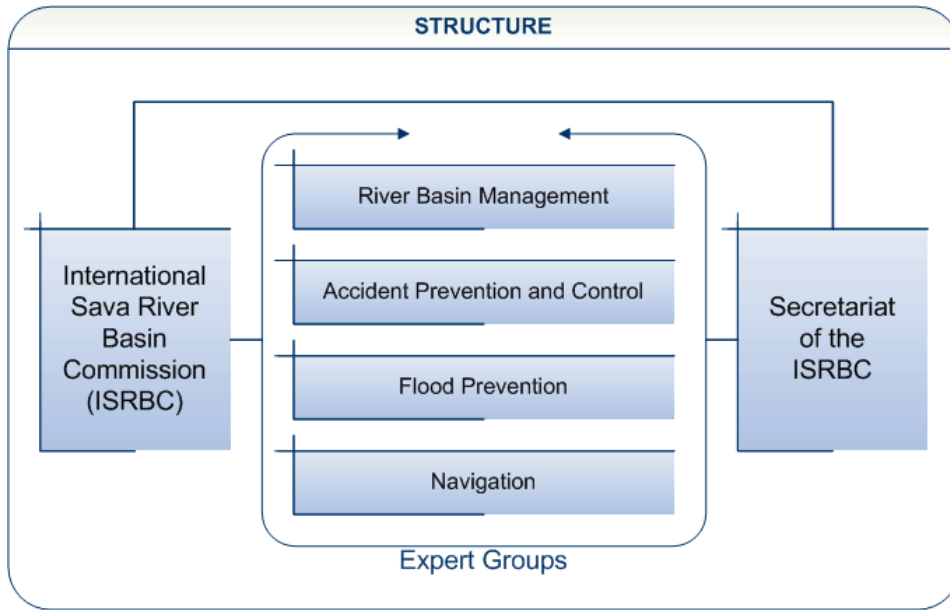 STRUCTURE
International
Sava River
Basin
Commission
(ISRBC)
River Basin Management
Accident Prevention and Control
Flood Prevention
Navigation
Expert Groups
Secretariat
of the
ISRBC